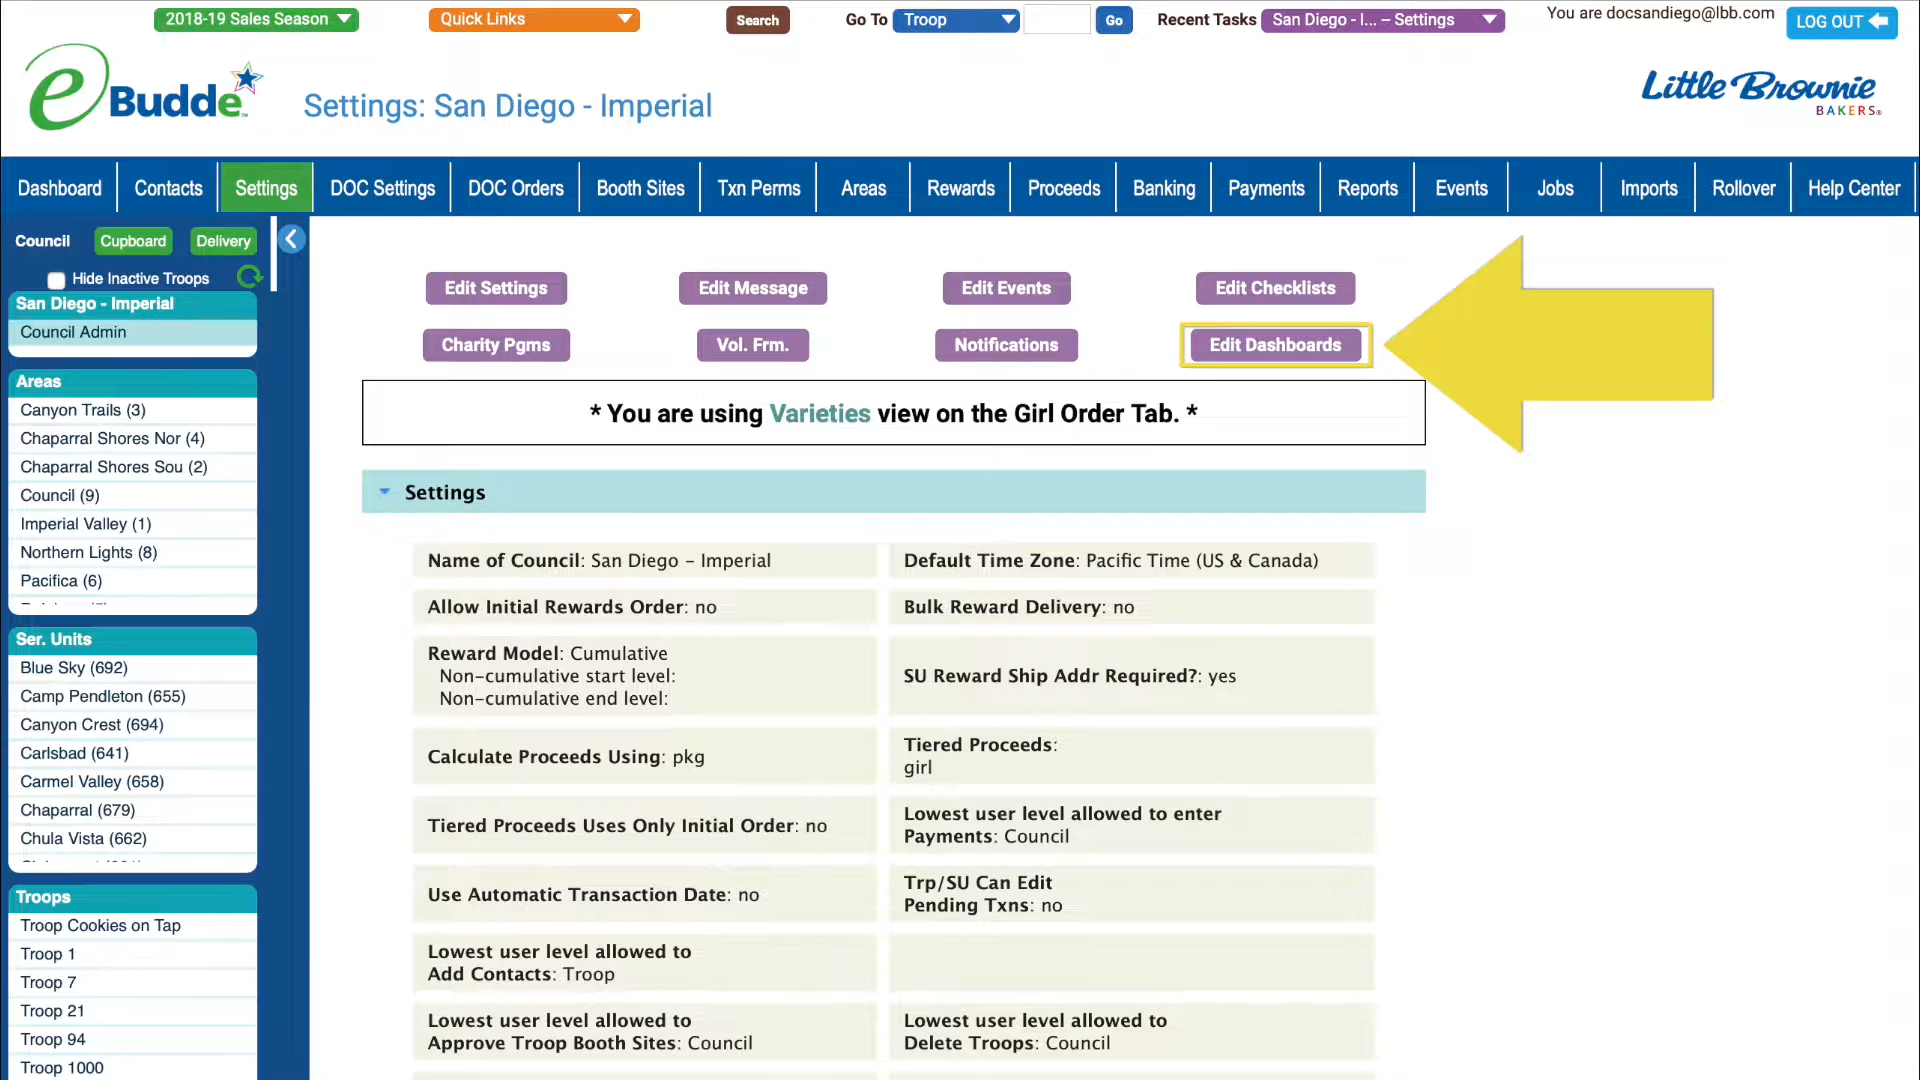 2018-19 Sales Season
Quick Links
Search
Go To
Troop
Go
Recent Tasks
San Diego - I... – Settings
You are docsandiego@lbb.com
LOG OUT
eBudde™
Settings: San Diego - Imperial
Little Brownie
BAKERS®
Dashboard
Contacts
Settings
DOC Settings
DOC Orders
Booth Sites
Txn Perms
Areas
Rewards
Proceeds
Banking
Payments
Reports
Events
Jobs
Imports
Rollover
Help Center
Council
Cupboard
Delivery
Hide Inactive Troops
San Diego - Imperial
Council Admin
Areas
Canyon Trails (3)
Chaparral Shores Nor (4)
Chaparral Shores Sou (2)
Council (9)
Imperial Valley (1)
Northern Lights (8)
Pacifica (6)
Ser. Units
Blue Sky (692)
Camp Pendleton (655)
Canyon Crest (694)
Carlsbad (641)
Carmel Valley (658)
Chaparral (679)
Chula Vista (662)
Troops
Troop Cookies on Tap
Troop 1
Troop 7
Troop 21
Troop 94
Troop 1000
Edit Settings
Edit Message
Edit Events
Edit Checklists
Charity Pgms
Vol. Frm.
Notifications
Edit Dashboards
* You are using Varieties view on the Girl Order Tab. *
Settings
Name of Council: San Diego – Imperial
Default Time Zone: Pacific Time (US & Canada)
Allow Initial Rewards Order: no
Bulk Reward Delivery: no
Reward Model: Cumulative
Non-cumulative start level:
Non-cumulative end level:
SU Reward Ship Addr Required?: yes
Calculate Proceeds Using: pkg
Tiered Proceeds:
girl
Tiered Proceeds Uses Only Initial Order: no
Lowest user level allowed to enter
Payments: Council
Use Automatic Transaction Date: no
Trp/SU Can Edit
Pending Txns: no
Lowest user level allowed to
Add Contacts: Troop
Lowest user level allowed to
Approve Troop Booth Sites: Council
Lowest user level allowed to
Delete Troops: Council